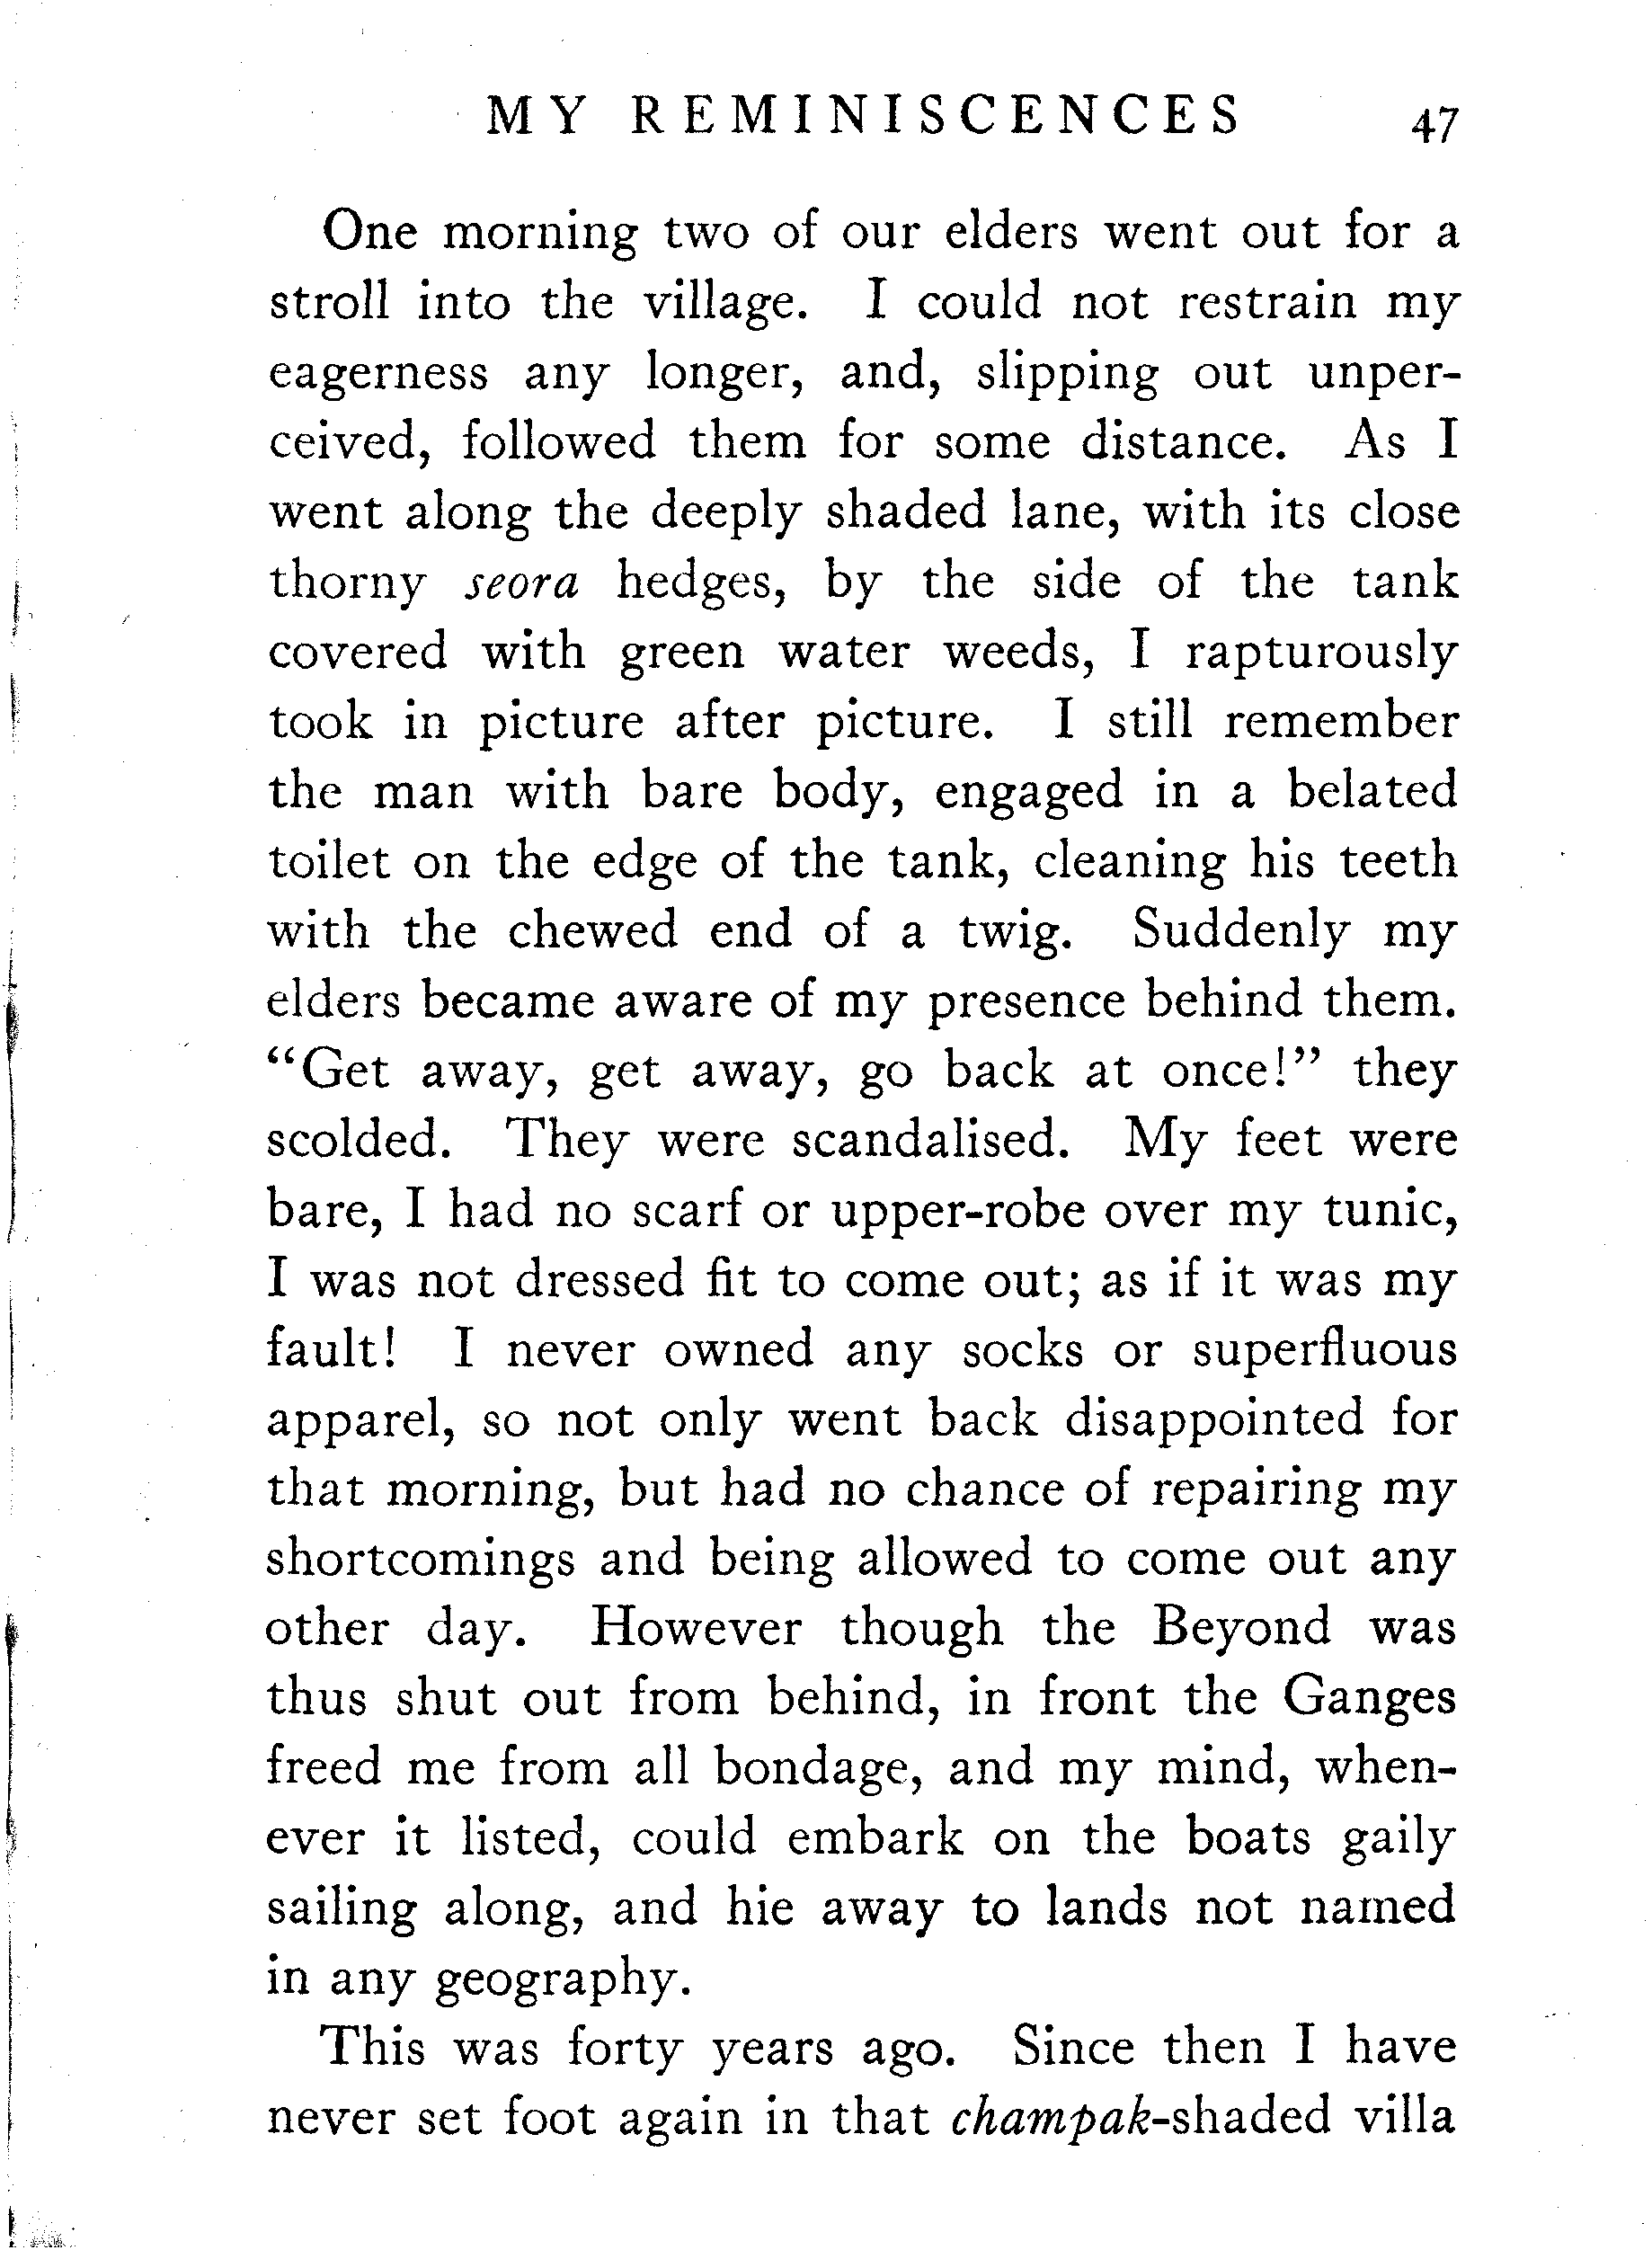 MY REMINISCENCES 47
One morning two of our elders went out for a
stroll into the village. I could not restrain my
eagerness any longer, and, slipping out unper-
ceived, followed them for some distance. As I
went along the deeply shaded lane, with its close
thorny seora hedges, by the side of the tank
covered with green water weeds, I rapturously
took in picture after picture. I still remember
the man with bare body, engaged in a belated
toilet on the edge of the tank, cleaning his teeth
with the chewed end of a twig. Suddenly my
elders became aware of my presence behind them.
“Get away, get away, go back at once!” they
scolded. They were scandalised. My feet were
bare, I had no scarf or upper-robe over my tunic,
I was not dressed fit to come out; as if it was my
fault! I never owned any socks or superfluous
apparel, so not only went back disappointed for
that morning, but had no chance of repairing my
shortcomings and being allowed to come out any
other day. However though the Beyond was
thus shut out from behind, in front the Ganges
freed me from all bondage, and my mind, when-
ever it listed, could embark on the boats gaily
sailing along, and hie away to lands not named
in any geography.
This was forty years ago. Since then I have
never set foot again in that champak-shaded villa